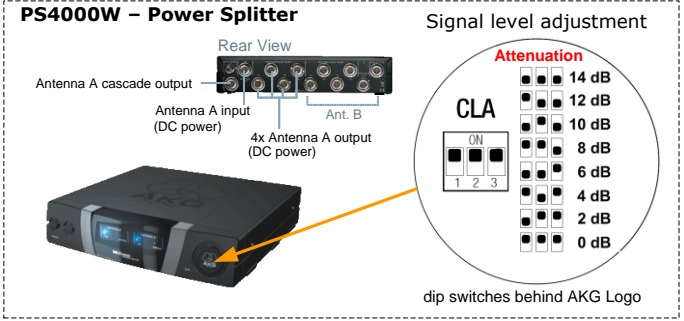 PS4000W – Power Splitter
Signal level adjustment
Rear View
Antenna A cascade output
Antenna A input
(DC power)
Ant. B
4x Antenna A output
(DC power)
Attenuation
14 dB
12 dB
10 dB
8 dB
6 dB
4 dB
2 dB
0 dB
CLA
ON
1 2 3
AKG
AKG
dip switches behind AKG Logo